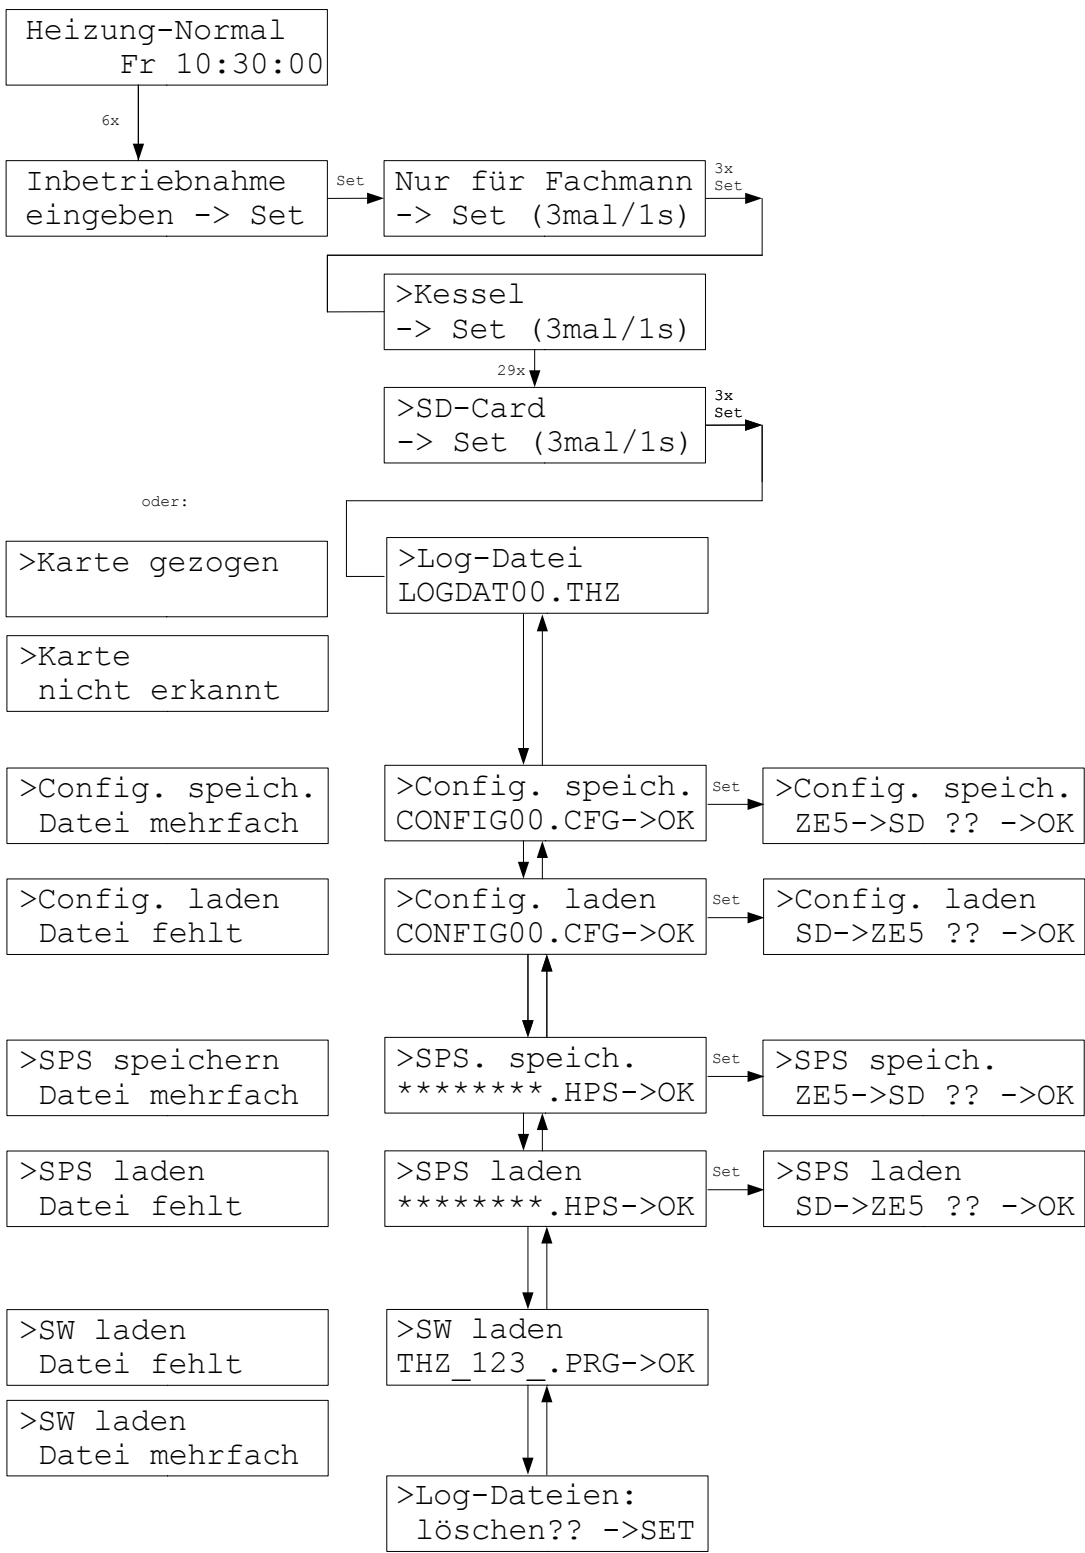 Heizung-Normal
Fr 10:30:00
6x
Inbetriebnahme
eingeben -> Set
Set
Nur für Fachmann
-> Set (3mal/1s)
3x
Set
>Kessel
-> Set (3mal/1s)
29x
>SD-Card
-> Set (3mal/1s)
3x
Set
oder:
>Karte gezogen
>Log-Datei
LOGDAT00.THZ
>Karte
nicht erkannt
>Config. speich.
Datei mehrfach
>Config. speich.
CONFIG00.CFG->OK
Set
>Config. speich.
ZE5->SD ?? ->OK
>Config. laden
Datei fehlt
>Config. laden
CONFIG00.CFG->OK
Set
>Config. laden
SD->ZE5 ?? ->OK
>SPS speichern
Datei mehrfach
>SPS. speich.
********.HPS->OK
Set
>SPS speich.
ZE5->SD ?? ->OK
>SPS laden
Datei fehlt
>SPS laden
********.HPS->OK
Set
>SPS laden
SD->ZE5 ?? ->OK
>SW laden
Datei fehlt
>SW laden
THZ_123_.PRG->OK
>SW laden
Datei mehrfach
>Log-Dateien:
löschen?? ->SET